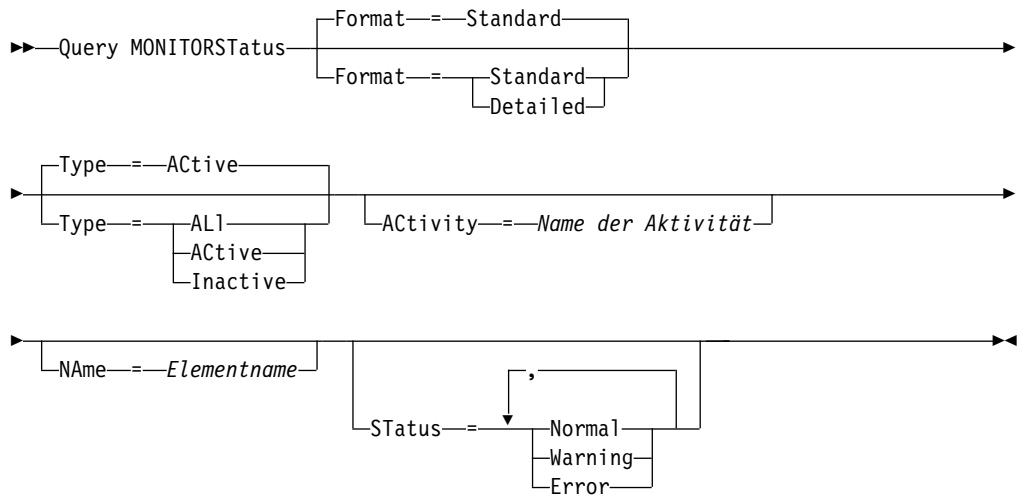 Format = Standard
Query MONITORSTatus
Format = Standard
Detailed
Type = ACtive
Type = ALl
ACtive
Inactive
ACtivity = Name der Aktivität
NAme = Elementname
,
STatus = Normal
Warning
Error